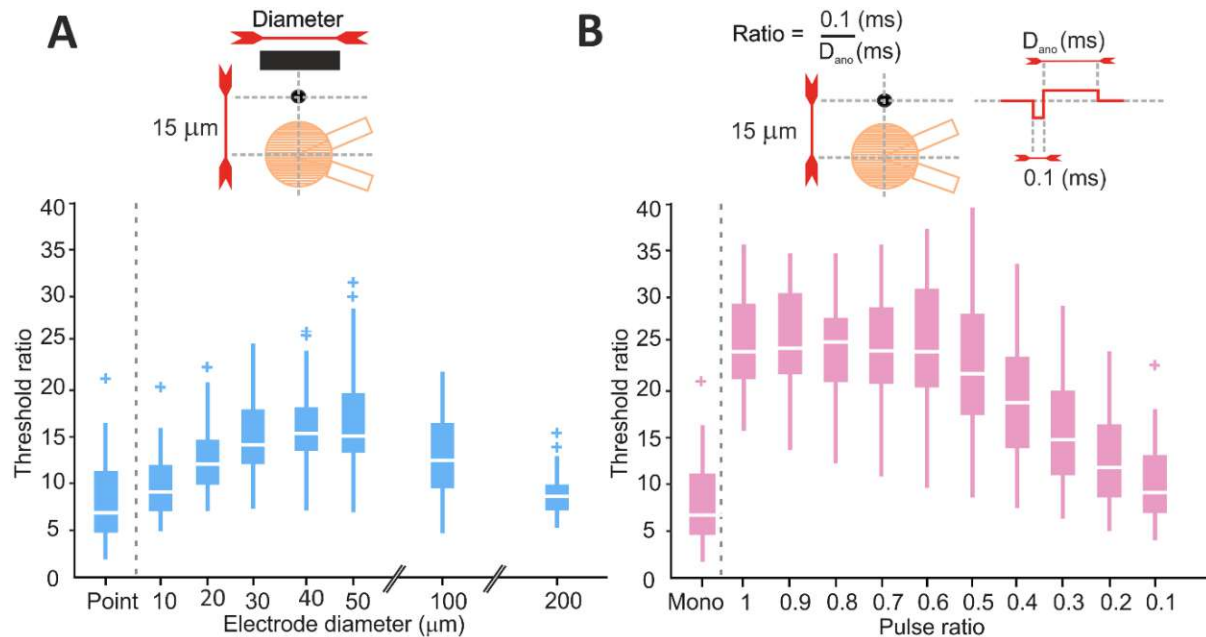 A
Diameter
15 μm
Threshold ratio
40
35
30
25
20
15
10
5
0
Point
10
20
30
40
50
100
200
Electrode diameter (μm)
B
Ratio = 0.1 (ms)
D_ano (ms)
D_ano (ms)
15 μm
0.1 (ms)
Threshold ratio
40
35
30
25
20
15
10
5
0
Mono
1
0.9
0.8
0.7
0.6
0.5
0.4
0.3
0.2
0.1
Pulse ratio